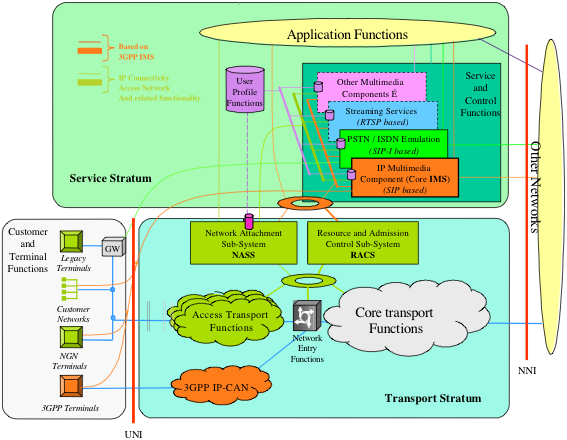 Application Functions
Based on
3GPP IMS
IP Connectivity
Access Network
And related functionality
User
Profile
Functions
Other Multimedia
Components É
Streaming Services
(RTSP based)
PSTN / ISDN Emulation
(SIP-I based)
IP Multimedia
Component (Core IMS)
(SIP based)
Service
and
Control
Functions
Service Stratum
Other Networks
Customer
and
Terminal
Functions
GW
Legacy
Terminals
Customer
Networks
NGN
Terminals
3GPP Terminals
Network Attachment
Sub-System
NASS
Resource and Admission
Control Sub-System
RACS
Access Transport
Functions
Network
Entry
Functions
Core transport
Functions
3GPP IP-CAN
Transport Stratum
UNI
NNI